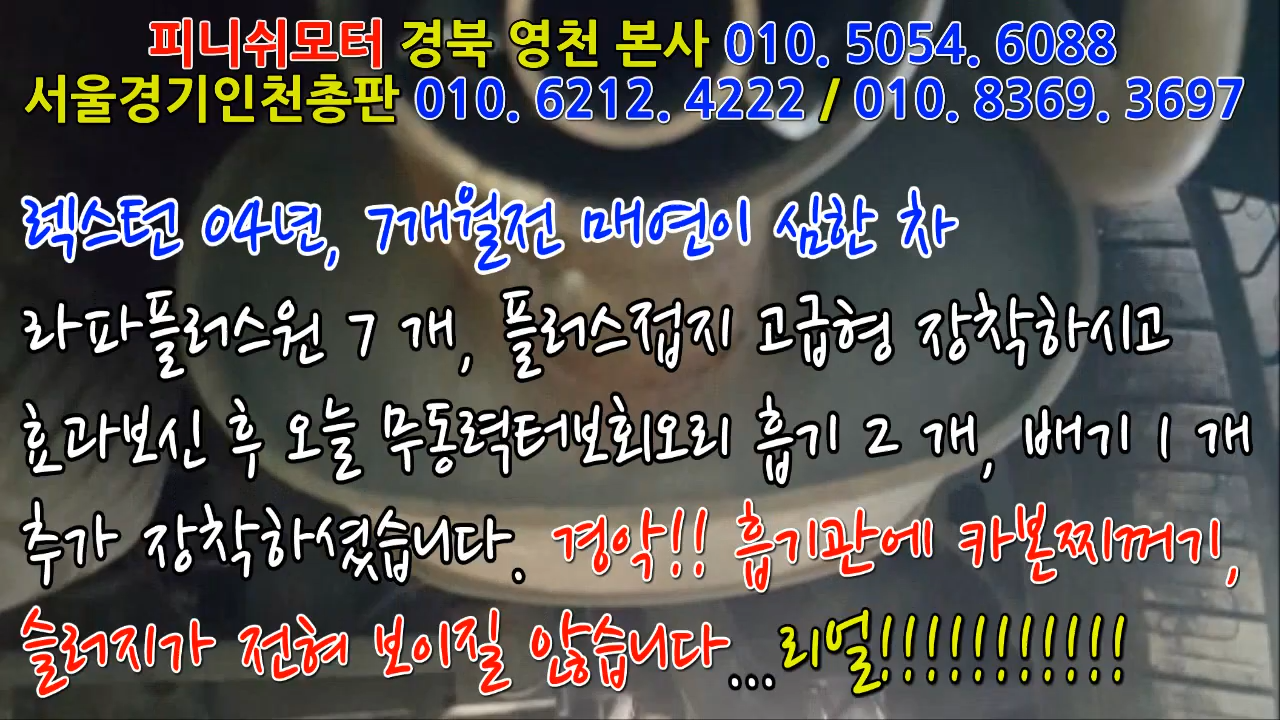 피니쉬모터 경북 영천 본사 010. 5054. 6088
서울경기인천총판 010. 6212. 4222 / 010. 8369. 3697
렉스턴 04년, 7개월전 매연이 심한 차
라파플러스원 7 개, 플러스접지 고급형 장착하시고
효과보신 후 오늘 무동력터보회오리 흡기 2 개, 배기 1 개
추가 장착하셨습니다. 경악!! 흡기관에 카본찌꺼기,
슬러지가 전혀 보이질 않습니다...리얼!!!!!!!!!!!